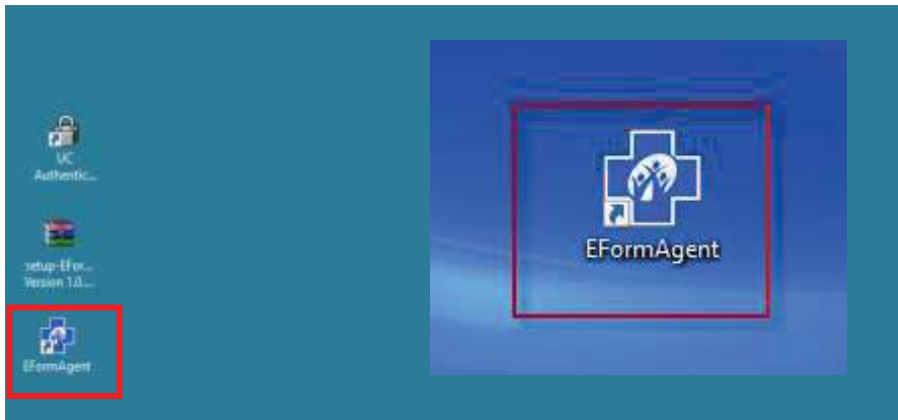 UC
Authentic...
setup-EFor...
Version 1.0....
EFormAgent
EFormAgent